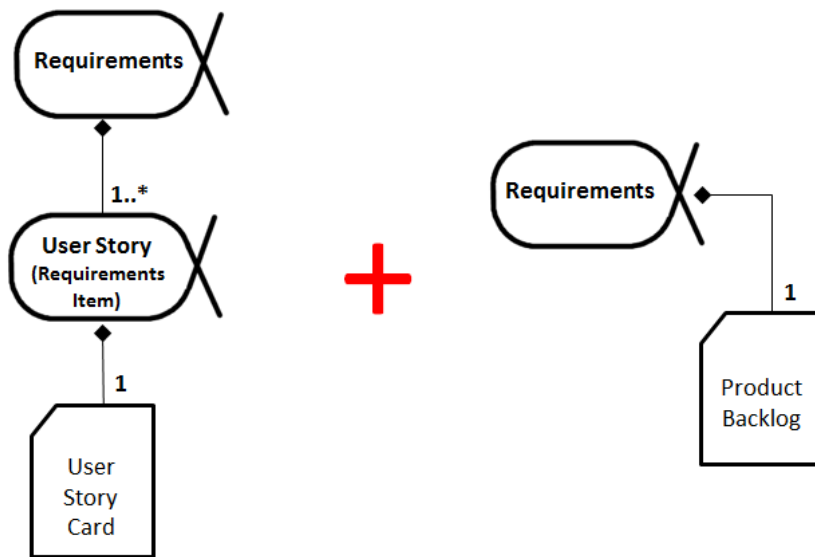 Requirements
1..*
User Story
(Requirements
Item)
1
User
Story
Card
Requirements
1
Product
Backlog